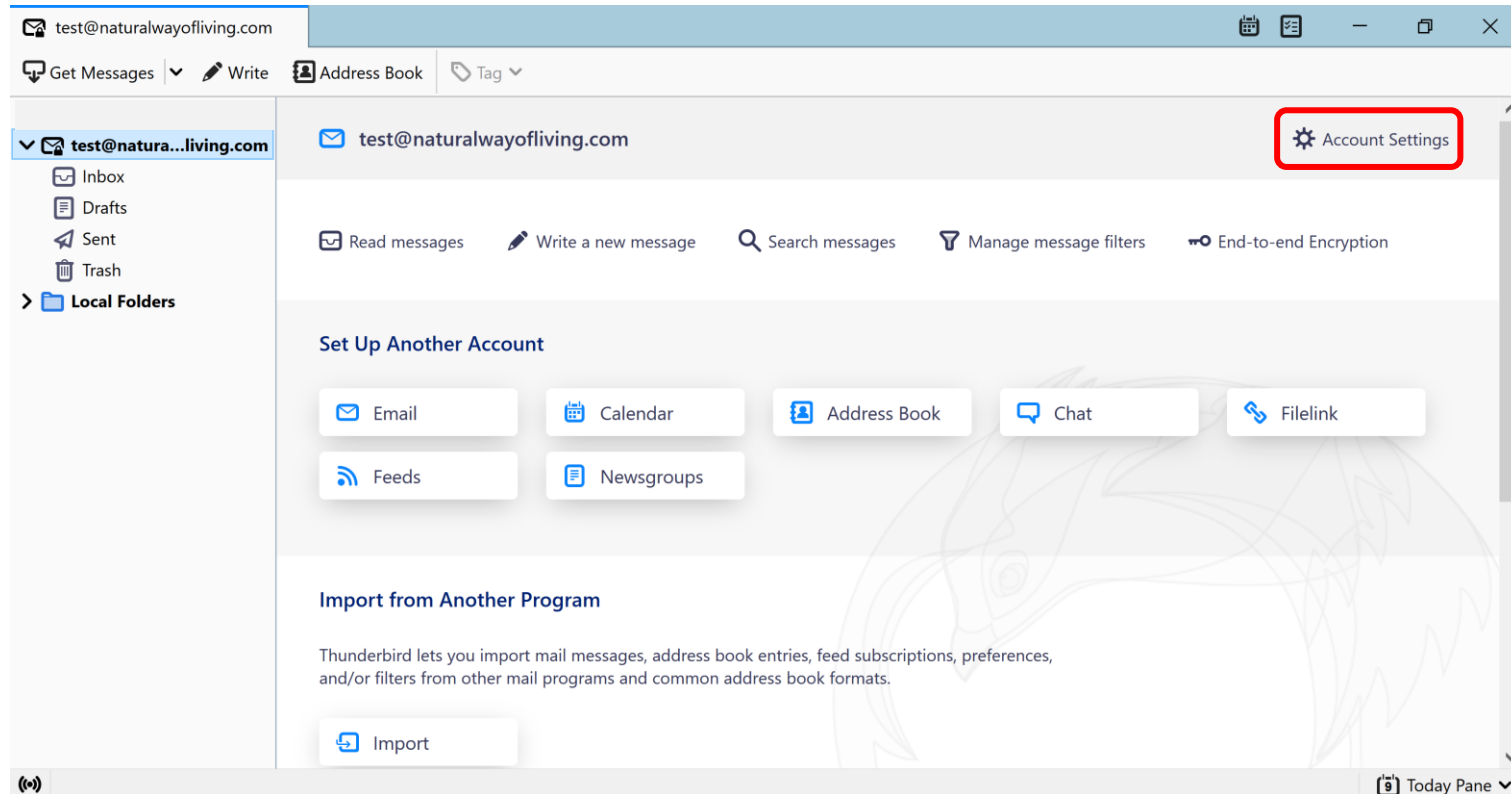 test@naturalwayofliving.com
Get Messages Write Address Book Tag
test@natura...living.com
Inbox
Drafts
Sent
Trash
Local Folders
test@naturalwayofliving.com
Account Settings
Read messages Write a new message Search messages Manage message filters End-to-end Encryption
Set Up Another Account
Email Calendar Address Book Chat Filelink
Feeds Newsgroups
Import from Another Program
Thunderbird lets you import mail messages, address book entries, feed subscriptions, preferences,
and/or filters from other mail programs and common address book formats.
Import
9 Today Pane